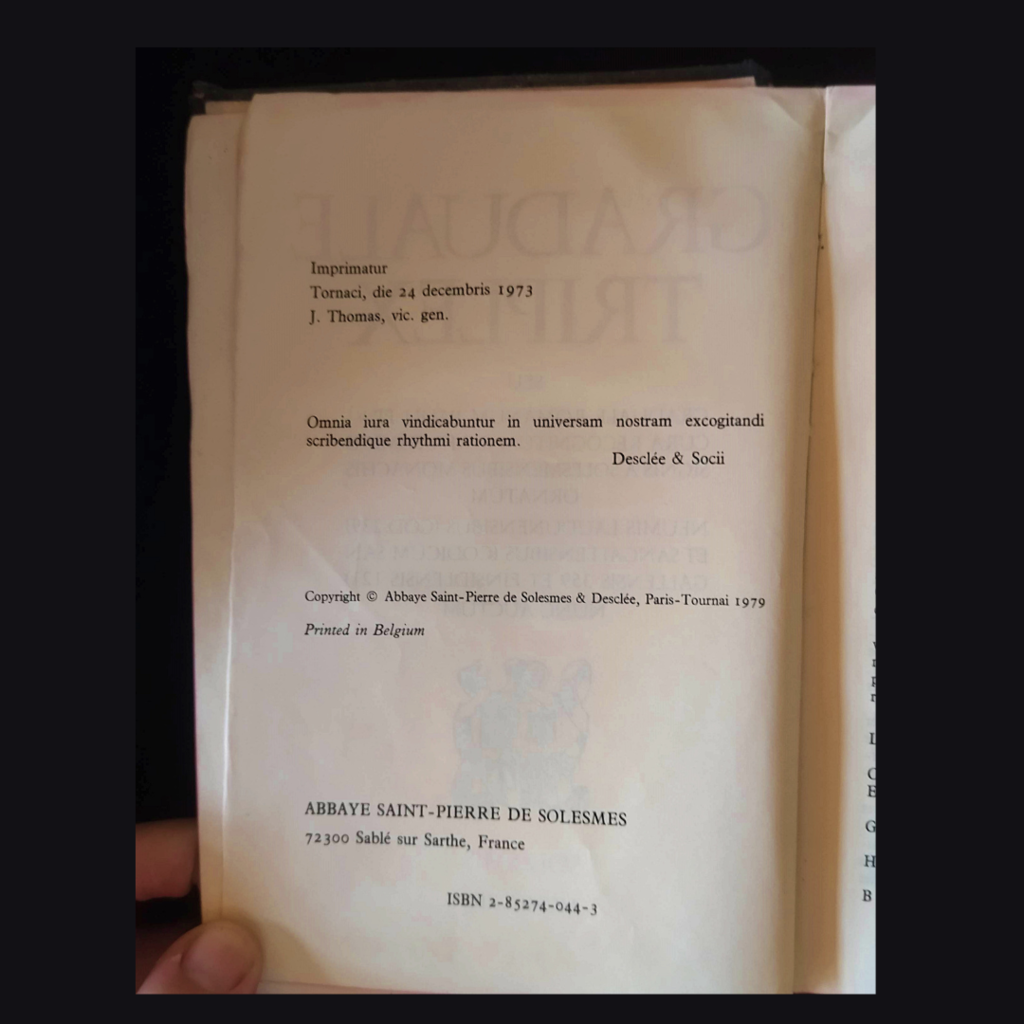 Imprimatur
Tornaci, die 24 decembris 1973
J. Thomas, vic. gen.
Omnia iura vindicabuntur in universam nostram excogitandi
scribendique rhythmi rationem.
Desclée & Socii
Copyright © Abbaye Saint-Pierre de Solesmes & Desclée, Paris-Tournai 1979
Printed in Belgium
ABBAYE SAINT-PIERRE DE SOLESMES
72300 Sablé sur Sarthe, France
ISBN 2-85274-044-3